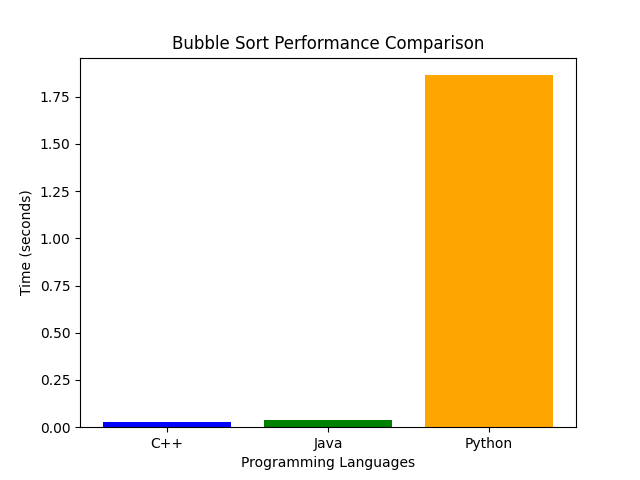 Bubble Sort Performance Comparison
Time (seconds)
1.75
1.50
1.25
1.00
0.75
0.50
0.25
0.00
C++ Java Python
Programming Languages